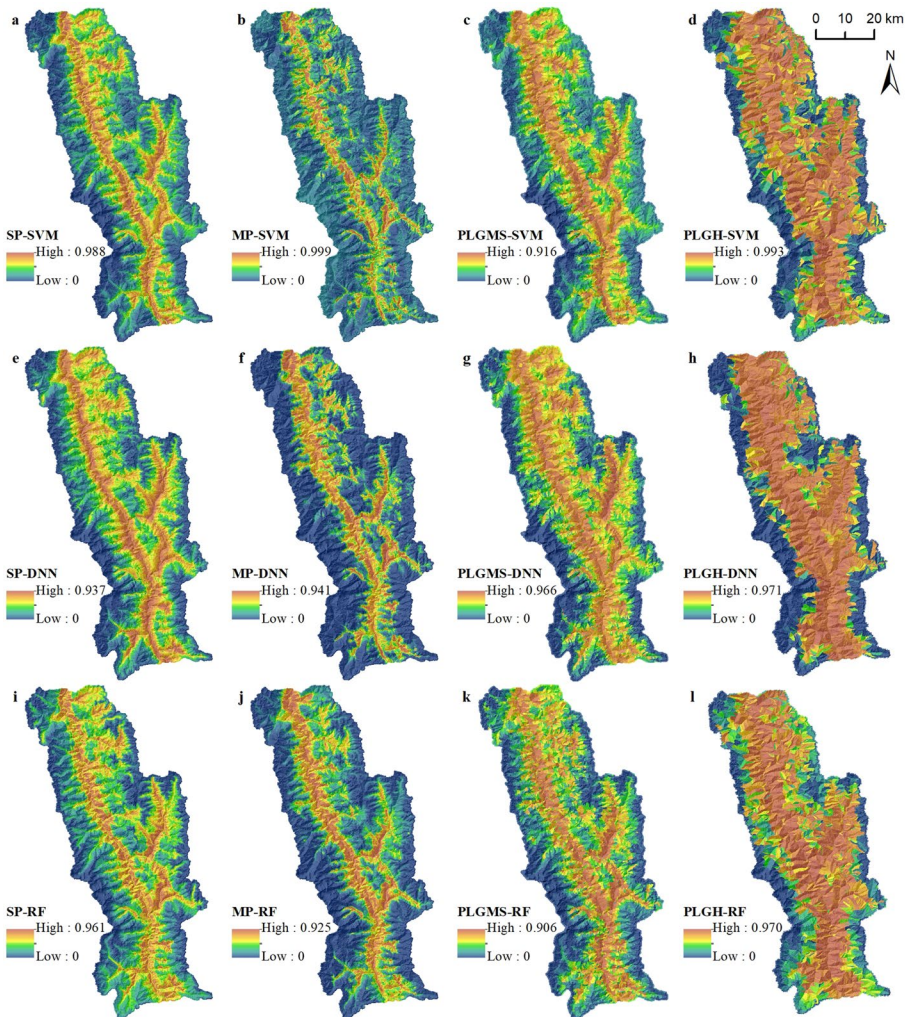 a b c d 0 10 20 km
N
SP-SVM MP-SVM PLGMS-SVM PLGH-SVM
High : 0.988 High : 0.999 High : 0.916 High : 0.993
Low : 0 Low : 0 Low : 0 Low : 0
e f g h
SP-DNN MP-DNN PLGMS-DNN PLGH-DNN
High : 0.937 High : 0.941 High : 0.966 High : 0.971
Low : 0 Low : 0 Low : 0 Low : 0
i j k l
SP-RF MP-RF PLGMS-RF PLGH-RF
High : 0.961 High : 0.925 High : 0.906 High : 0.970
Low : 0 Low : 0 Low : 0 Low : 0